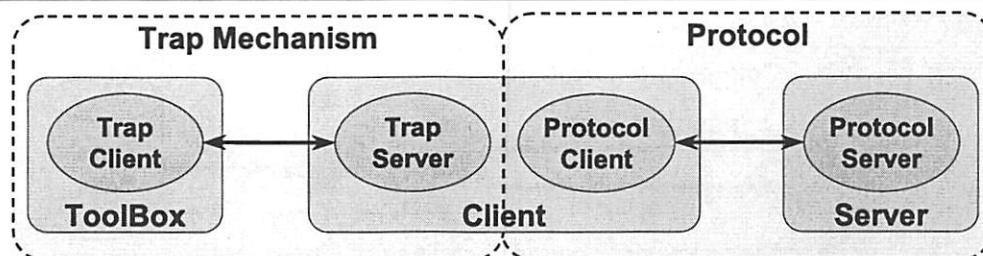 Trap Mechanism
Protocol
Trap
Client
Trap
Server
Protocol
Client
Protocol
Server
ToolBox
Client
Server